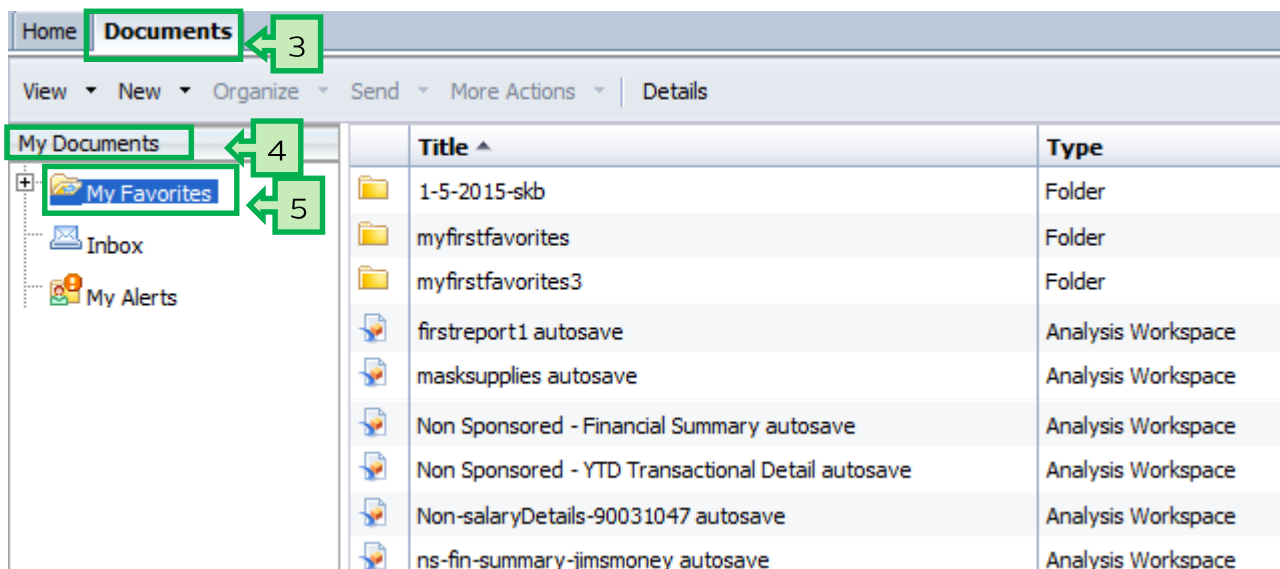 Home Documents 3
View New Organize Send More Actions Details
My Documents 4 Title Type
My Favorites 5 1-5-2015-skb Folder
Inbox myfirstfavorites Folder
My Alerts myfirstfavorites3 Folder
firstreport1 autosave Analysis Workspace
masksupplies autosave Analysis Workspace
Non Sponsored - Financial Summary autosave Analysis Workspace
Non Sponsored - YTD Transactional Detail autosave Analysis Workspace
Non-salaryDetails-90031047 autosave Analysis Workspace
ns-fin-summary-jimsmoney autosave Analysis Workspace